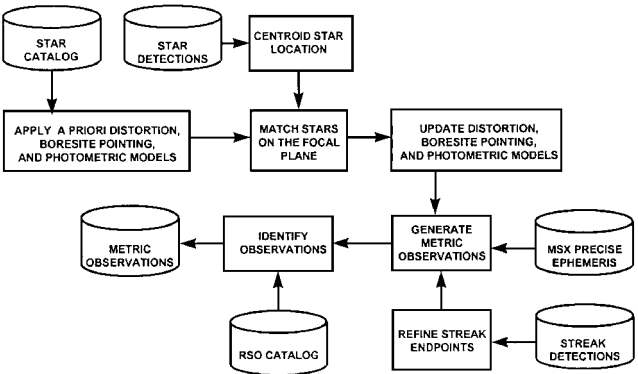 STAR
CATALOG
STAR
DETECTIONS
CENTROID STAR
LOCATION
APPLY A PRIORI DISTORTION,
BORESITE POINTING,
AND PHOTOMETRIC MODELS
MATCH STARS
ON THE FOCAL
PLANE
UPDATE DISTORTION,
BORESITE POINTING,
AND PHOTOMETRIC MODELS
METRIC
OBSERVATIONS
IDENTIFY
OBSERVATIONS
GENERATE
METRIC
OBSERVATIONS
MSX PRECISE
EPHEMERIS
RSO CATALOG
REFINE STREAK
ENDPOINTS
STREAK
DETECTIONS